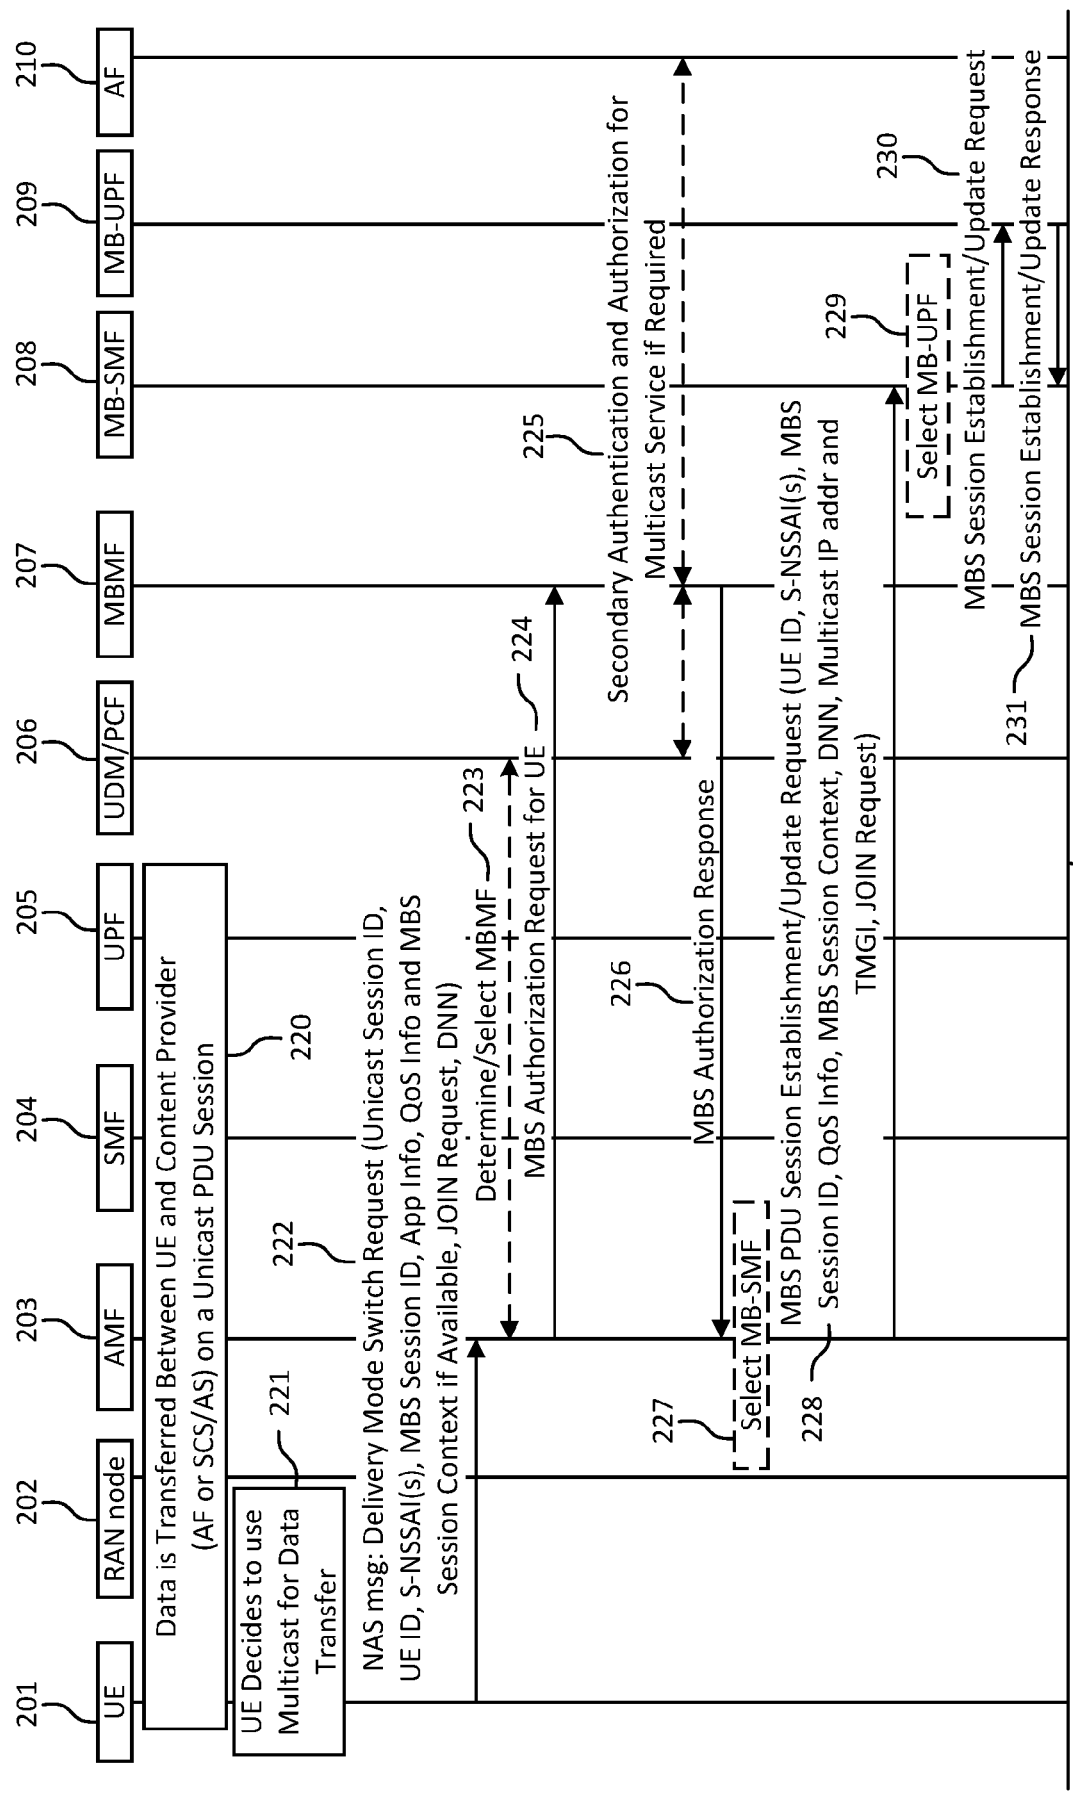 201
202
203
204
205
206
207
208
209
210
UE
RAN node
AMF
SMF
UPF
UDM/PCF
MBMF
MB-SMF
MB-UPF
AF
Data is Transferred Between UE and Content Provider
(AF or SCS/AS) on a Unicast PDU Session
220
UE Decides to use
Multicast for Data
Transfer
221
222
NAS msg: Delivery Mode Switch Request (Unicast Session ID,
UE ID, S-NSSAI(s), MBS Session ID, App Info, QoS Info and MBS
Session Context if Available, JOIN Request, DNN)
Determine/Select MBMF
223
MBS Authorization Request for UE
224
225
Secondary Authentication and Authorization for
Multicast Service if Required
226
MBS Authorization Response
227
Select MB-SMF
228
MBS PDU Session Establishment/Update Request (UE ID, S-NSSAI(s), MBS
Session ID, QoS Info, MBS Session Context, DNN, Multicast IP addr and
TMGI, JOIN Request)
229
Select MB-UPF
230
MBS Session Establishment/Update Request
231
MBS Session Establishment/Update Response